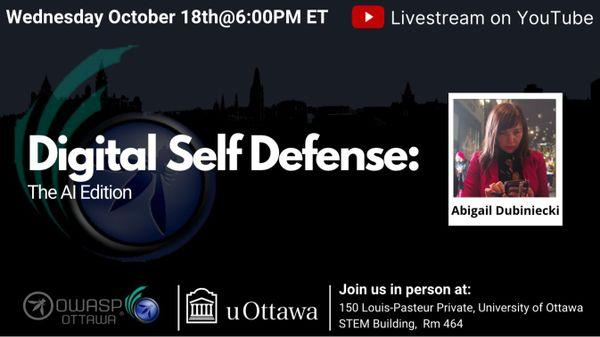 Wednesday October 18th@6:00PM ET
Livestream on YouTube
Digital Self Defense:
The AI Edition
Abigail Dubiniecki
OWASP
OTTAWA
uOttawa
Join us in person at:
150 Louis-Pasteur Private, University of Ottawa
STEM Building, Rm 464